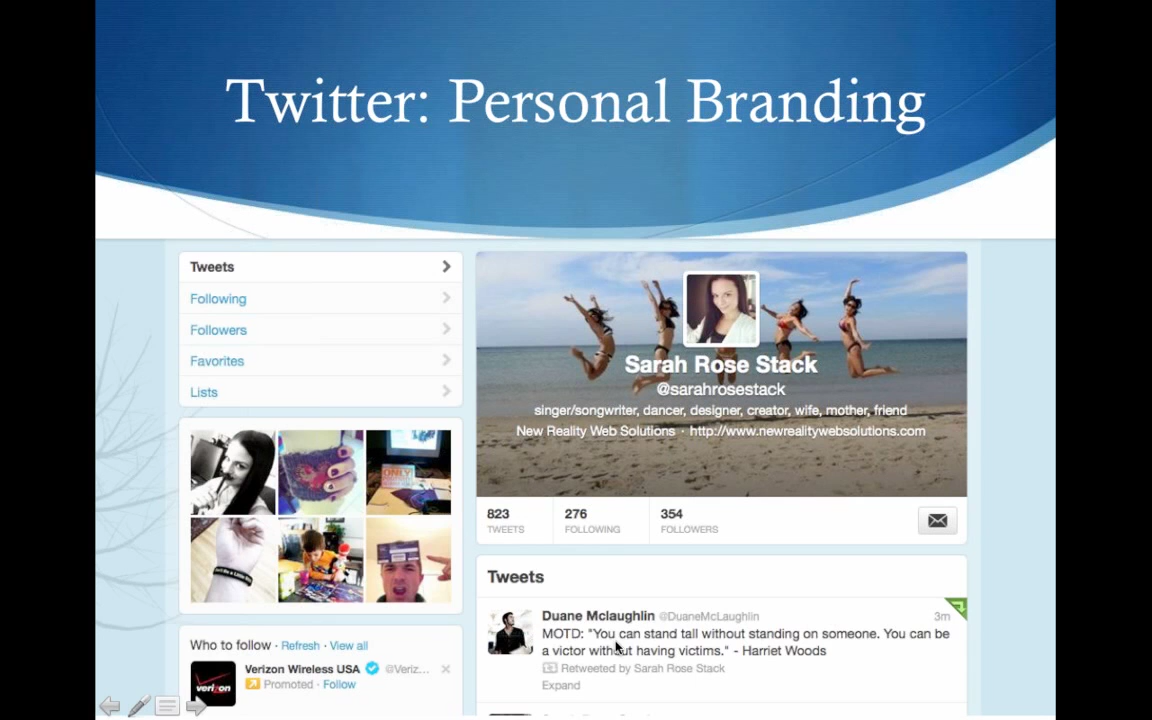 Twitter: Personal Branding
Tweets
Following
Followers
Favorites
Lists
ONLY
Who to follow · Refresh · View all
Verizon Wireless USA @Veriz...
verizon
Promoted · Follow
Sarah Rose Stack
@sarahrosestack
singer/songwriter, dancer, designer, creator, wife, mother, friend
New Reality Web Solutions · http://www.newrealitywebsolutions.com
823 276 354
TWEETS FOLLOWING FOLLOWERS
Tweets
Duane Mclaughlin @DuaneMcLaughlin 3m
MOTD: "You can stand tall without standing on someone. You can be
a victor without having victims." - Harriet Woods
Retweeted by Sarah Rose Stack
Expand